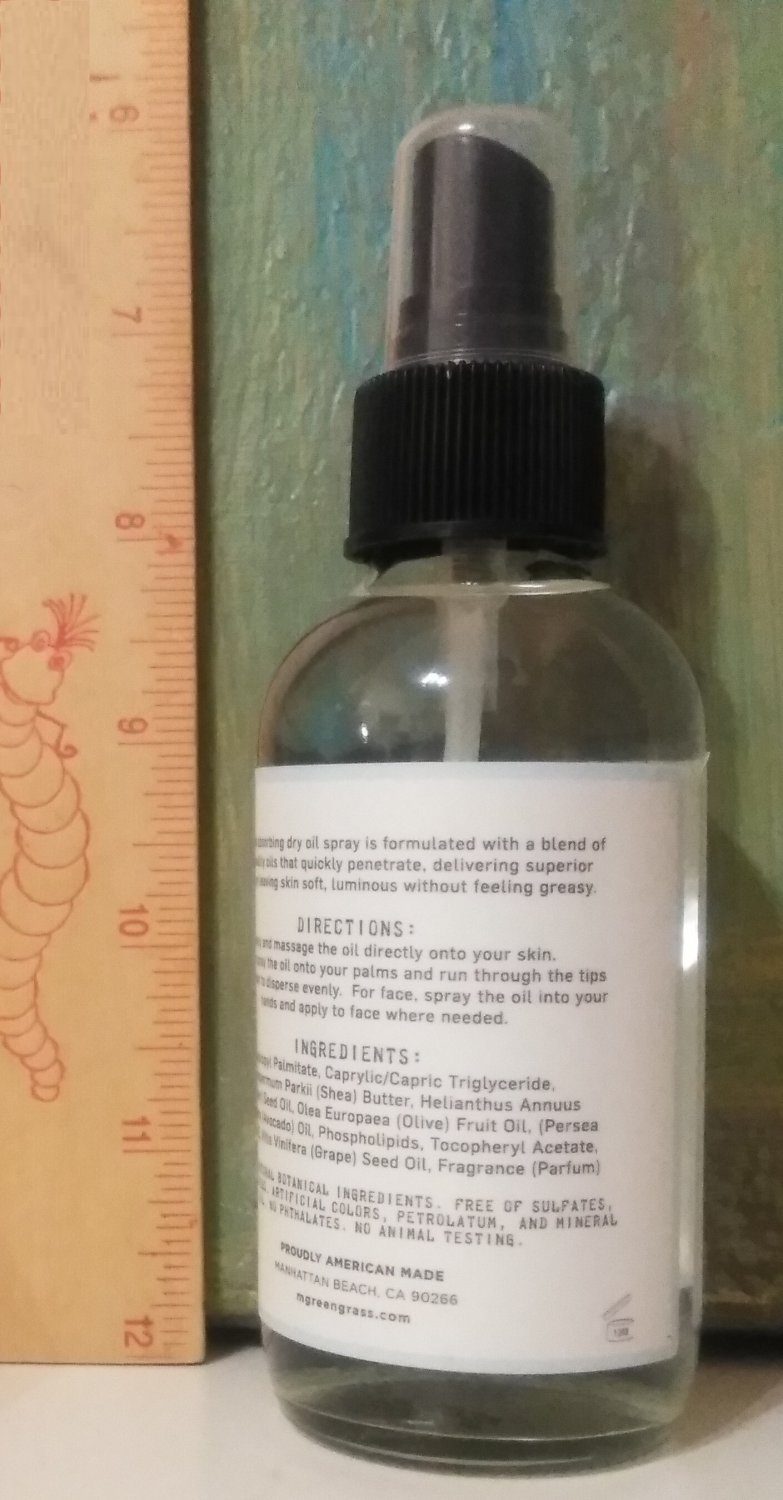 6
7
8
9
10
11
12
dry oil spray is formulated with a blend of
oils that quickly penetrate, delivering superior
leaving skin soft, luminous without feeling greasy.
DIRECTIONS:
and massage the oil directly onto your skin.
the oil onto your palms and run through the tips
to disperse evenly. For face, spray the oil into your
hands and apply to face where needed.
INGREDIENTS:
Palmitate, Caprylic/Capric Triglyceride,
Parkii (Shea) Butter, Helianthus Annuus
Seed Oil, Olea Europaea (Olive) Fruit Oil, (Persea
Avocado) Oil, Phospholipids, Tocopheryl Acetate,
Vinifera (Grape) Seed Oil, Fragrance (Parfum)
BOTANICAL INGREDIENTS. FREE OF SULFATES,
ARTIFICIAL COLORS, PETROLATUM, AND MINERAL
NO PHTHALATES. NO ANIMAL TESTING.
PROUDLY AMERICAN MADE
MANHATTAN BEACH, CA 90266
mgreengrass.com